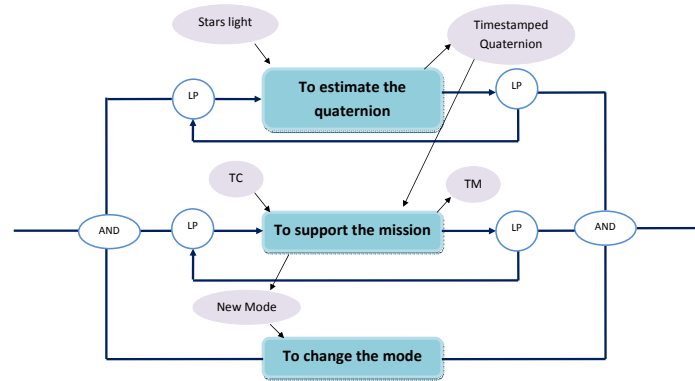 Stars light
Timestamped
Quaternion
To estimate the
quaternion
LP
LP
TC
TM
AND
LP
To support the mission
LP
AND
New Mode
To change the mode